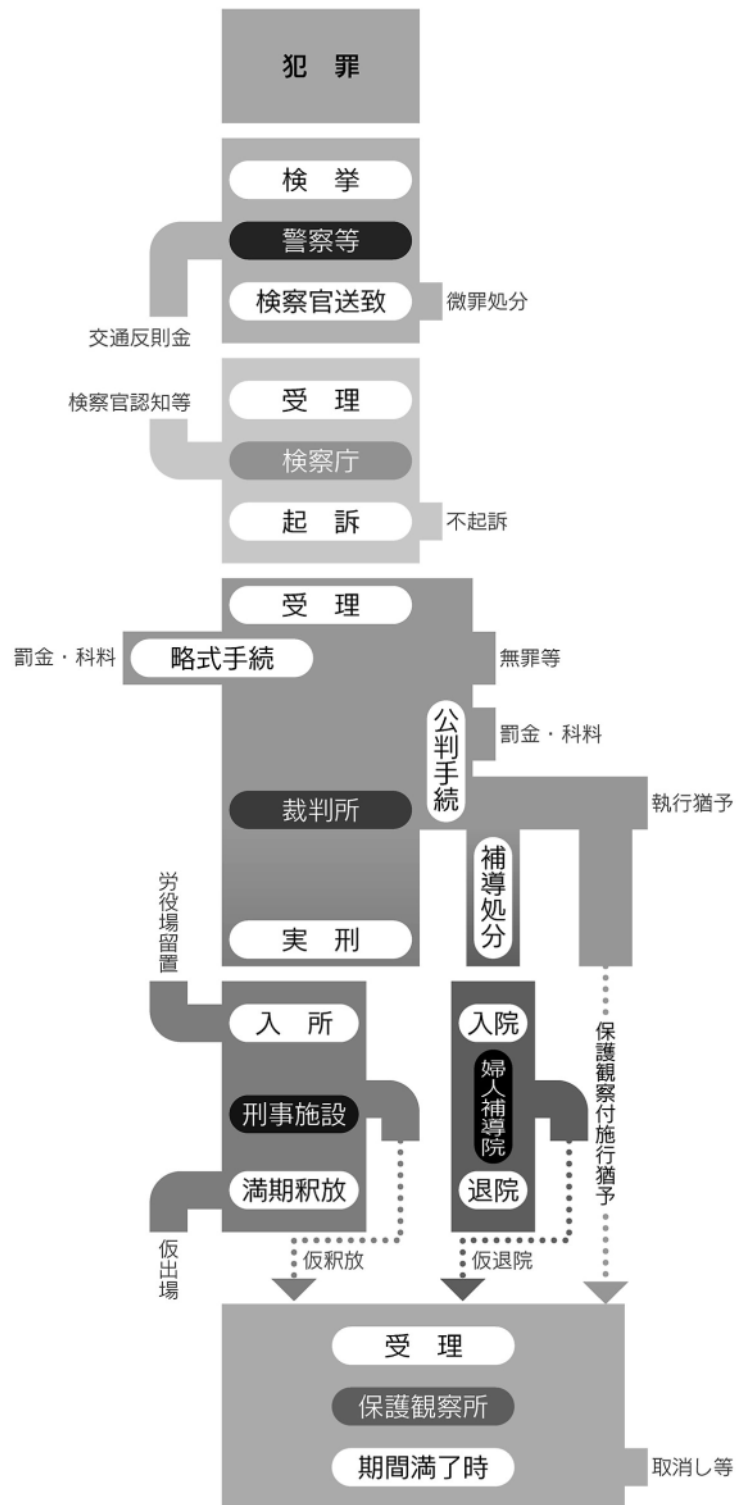 犯 罪
検 挙
警察等
検察官送致
微罪処分
交通反則金
検察官認知等
受 理
検察庁
起 訴
不起訴
受 理
罰金・科料
略式手続
無罪等
公判手続
罰金・科料
裁判所
執行猶予
補導処分
労役場留置
実 刑
入 所
入院
保護観察付施行猶予
刑事施設
婦人補導院
満期釈放
退院
仮出場
仮釈放
仮退院
受 理
保護観察所
期間満了時
取消し等